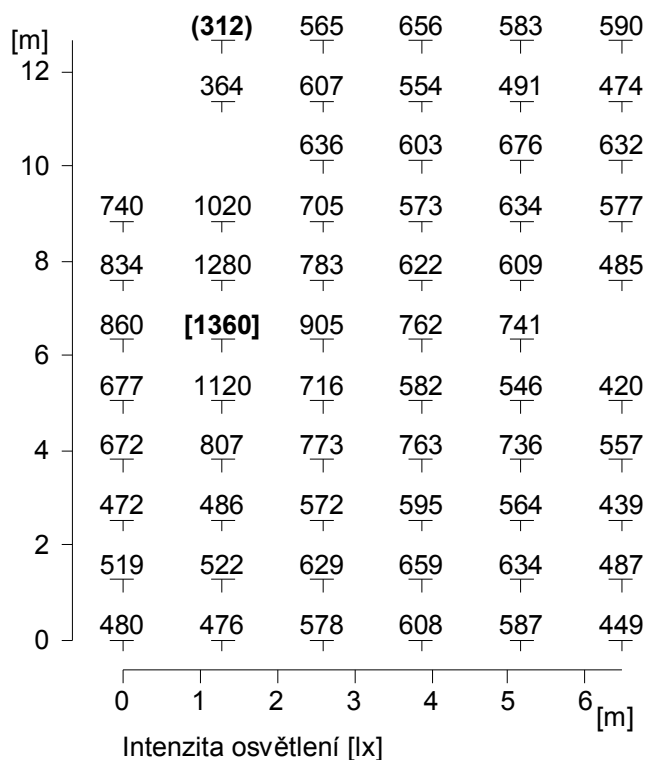 (312) 565 656 583 590
[m]
12 364 607 554 491 474
636 603 676 632
10
740 1020 705 573 634 577
8 834 1280 783 622 609 485
860 [1360] 905 762 741
6
677 1120 716 582 546 420
4 672 807 773 763 736 557
472 486 572 595 564 439
2
519 522 629 659 634 487
0 480 476 578 608 587 449
0 1 2 3 4 5 6 [m]
Intenzita osvětlení [lx]